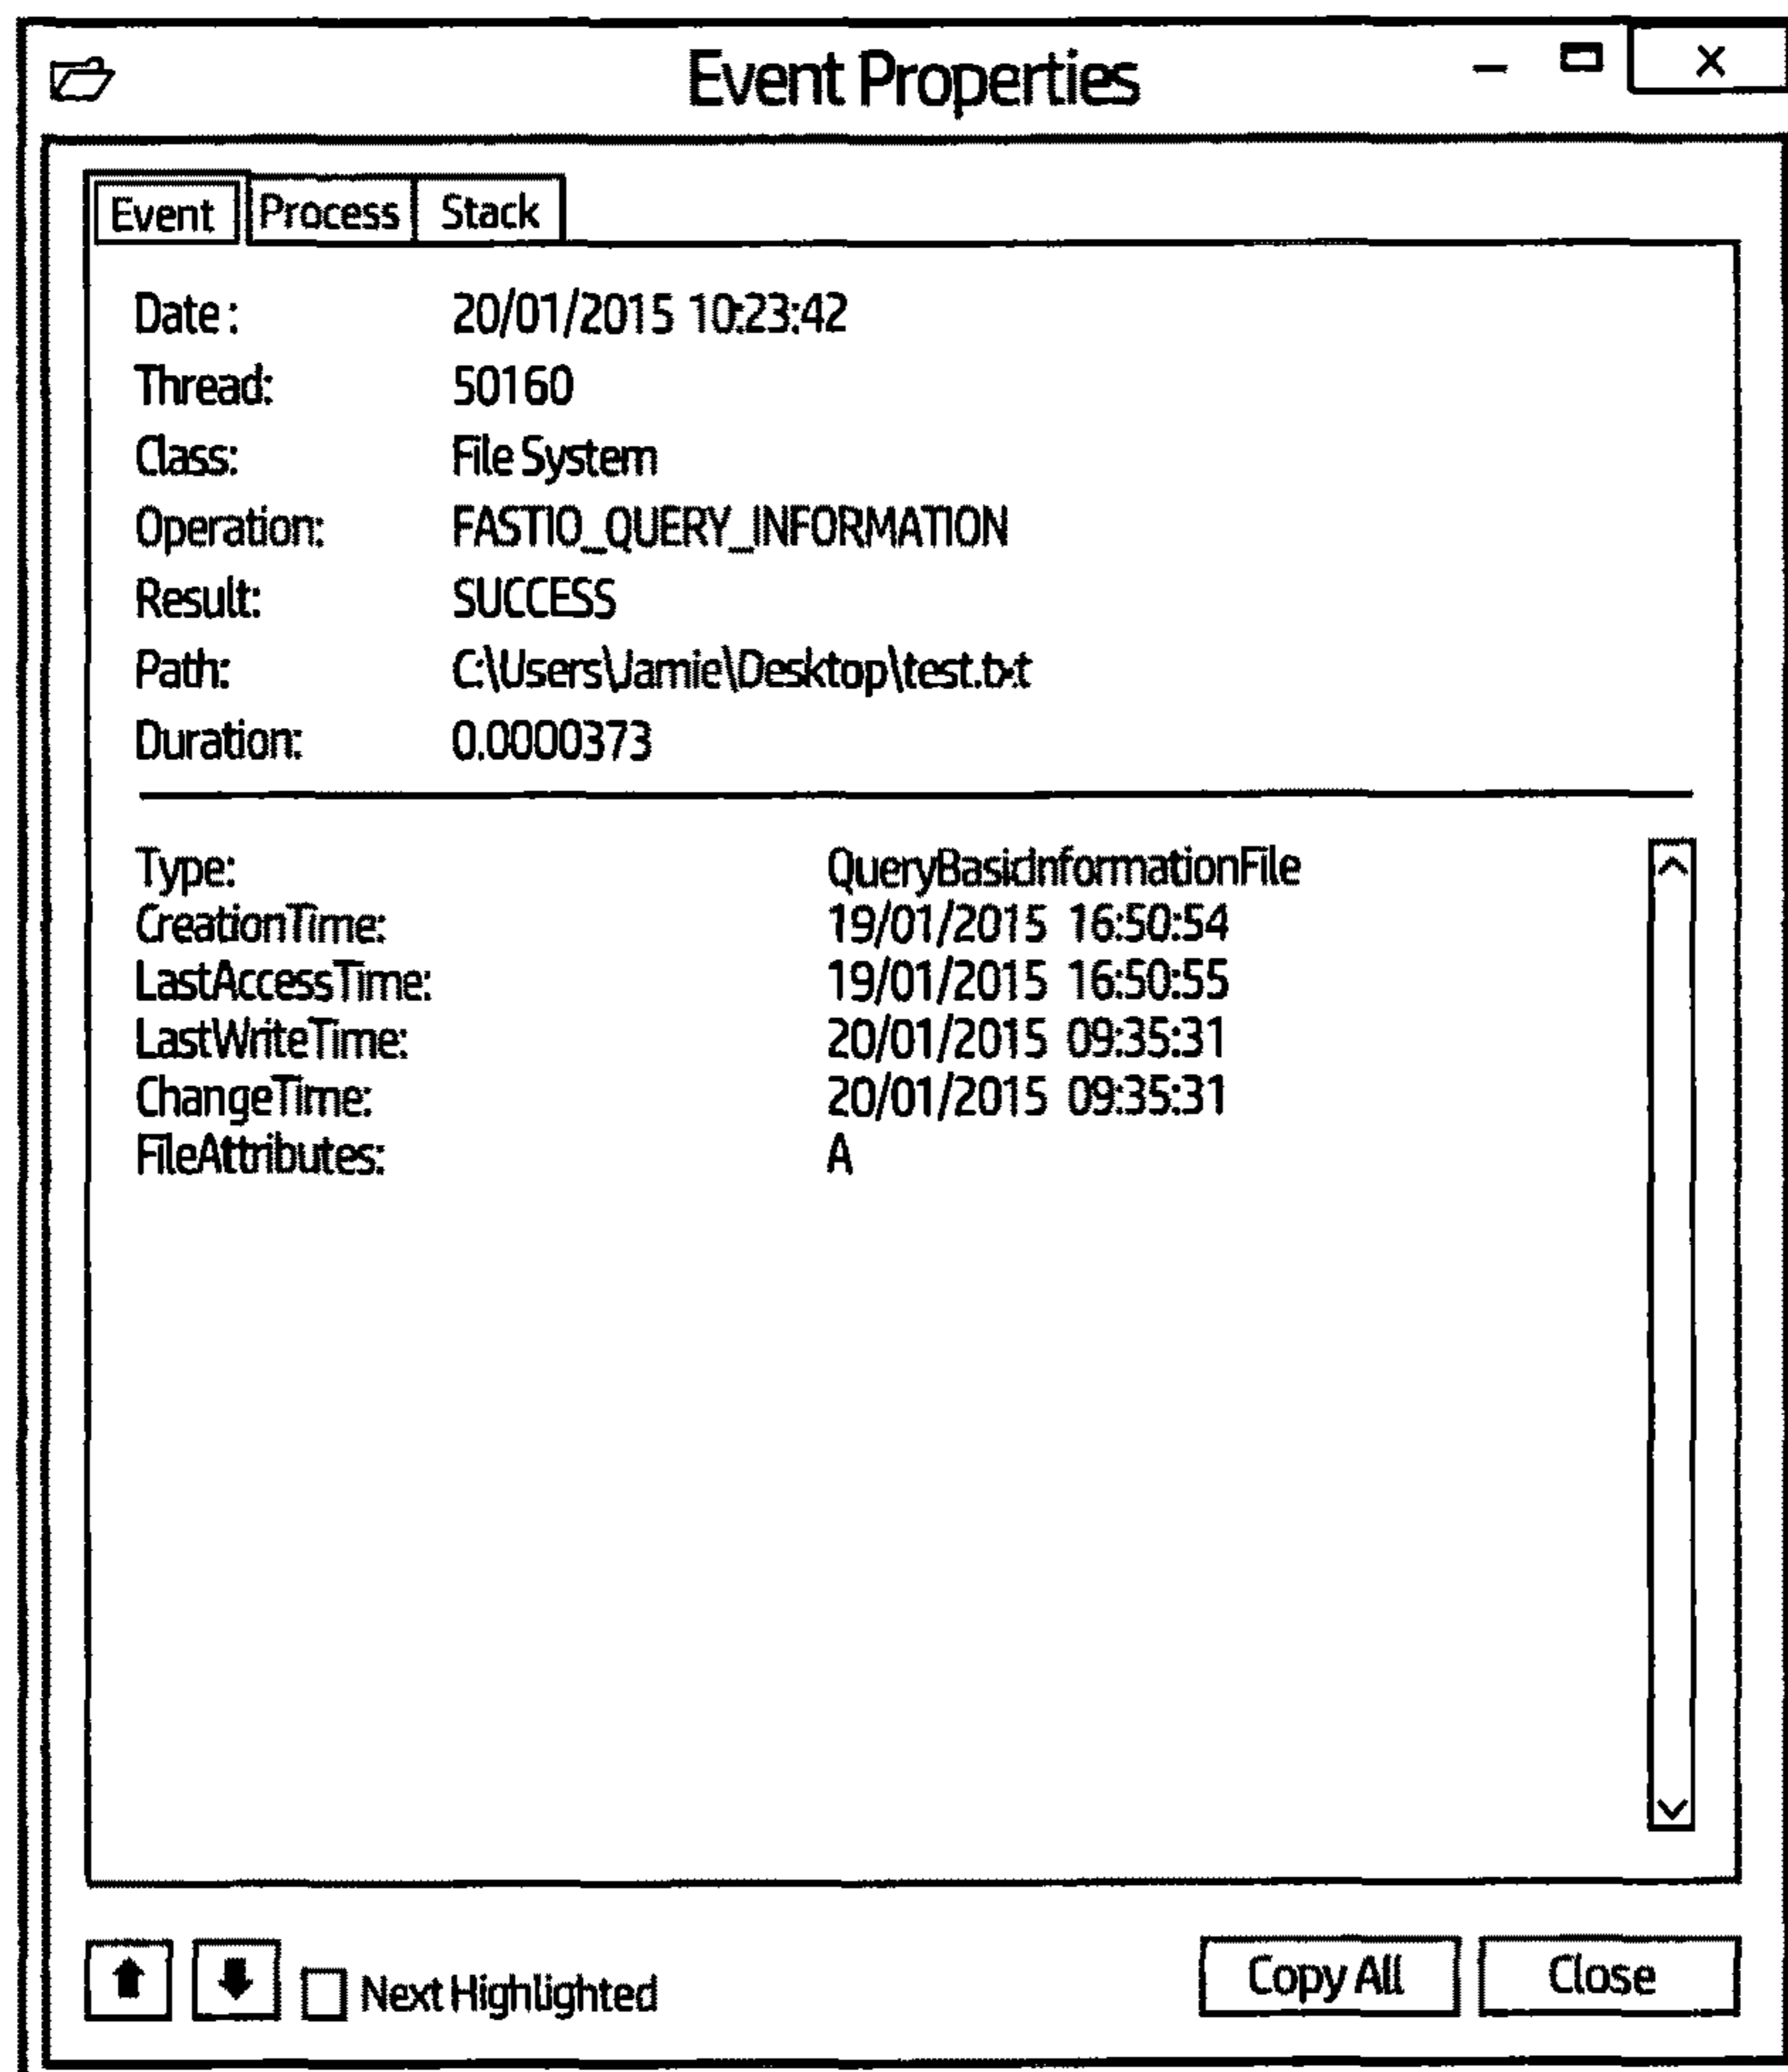 Event Properties
Event Process Stack
Date : 20/01/2015 10:23:42
Thread: 50160
Class: File System
Operation: FASTIO_QUERY_INFORMATION
Result: SUCCESS
Path: C:\Users\Jamie\Desktop\test.txt
Duration: 0.0000373
Type: QueryBasicInformationFile
CreationTime: 19/01/2015 16:50:54
LastAccessTime: 19/01/2015 16:50:55
LastWriteTime: 20/01/2015 09:35:31
ChangeTime: 20/01/2015 09:35:31
FileAttributes: A
Next Highlighted Copy All Close